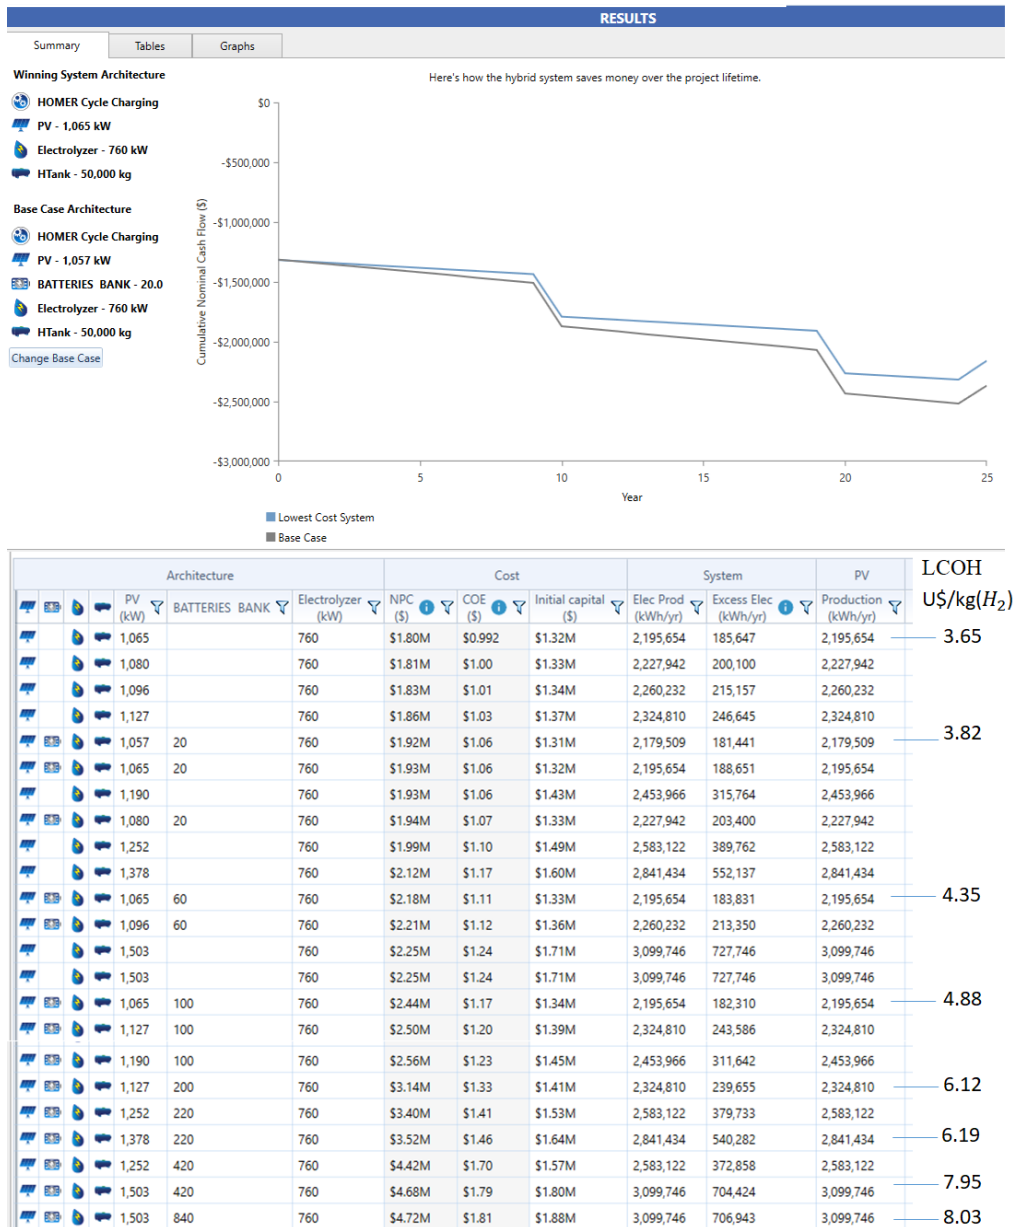 RESULTS
Summary Tables Graphs
Winning System Architecture
HOMER Cycle Charging
PV - 1,065 kW
Electrolyzer - 760 kW
HTank - 50,000 kg
Base Case Architecture
HOMER Cycle Charging
PV - 1,057 kW
BATTERIES BANK - 20.0
Electrolyzer - 760 kW
HTank - 50,000 kg
Change Base Case
Here's how the hybrid system saves money over the project lifetime.
Cumulative Nominal Cash Flow ($)
$0
-$500,000
-$1,000,000
-$1,500,000
-$2,000,000
-$2,500,000
-$3,000,000
0 5 10 15 20 25
Year
Lowest Cost System
Base Case
Architecture Cost System PV LCOH
PV (kW) BATTERIES BANK Electrolyzer (kW) NPC ($) COE ($) Initial capital ($) Elec Prod (kWh/yr) Excess Elec (kWh/yr) Production (kWh/yr) U$/kg(H₂)
1,065 760 $1.80M $0.992 $1.32M 2,195,654 185,647 2,195,654 3.65
1,080 760 $1.81M $1.00 $1.33M 2,227,942 200,100 2,227,942
1,096 760 $1.83M $1.01 $1.34M 2,260,232 215,157 2,260,232
1,127 760 $1.86M $1.03 $1.37M 2,324,810 246,645 2,324,810
1,057 20 760 $1.92M $1.06 $1.31M 2,179,509 181,441 2,179,509 3.82
1,065 20 760 $1.93M $1.06 $1.32M 2,195,654 188,651 2,195,654
1,190 760 $1.93M $1.06 $1.43M 2,453,966 315,764 2,453,966
1,080 20 760 $1.94M $1.07 $1.33M 2,227,942 203,400 2,227,942
1,252 760 $1.99M $1.10 $1.49M 2,583,122 389,762 2,583,122
1,378 760 $2.12M $1.17 $1.60M 2,841,434 552,137 2,841,434
1,065 60 760 $2.18M $1.11 $1.33M 2,195,654 183,831 2,195,654 4.35
1,096 60 760 $2.21M $1.12 $1.36M 2,260,232 213,350 2,260,232
1,503 760 $2.25M $1.24 $1.71M 3,099,746 727,746 3,099,746
1,503 760 $2.25M $1.24 $1.71M 3,099,746 727,746 3,099,746
1,065 100 760 $2.44M $1.17 $1.34M 2,195,654 182,310 2,195,654 4.88
1,127 100 760 $2.50M $1.20 $1.39M 2,324,810 243,586 2,324,810
1,190 100 760 $2.56M $1.23 $1.45M 2,453,966 311,642 2,453,966
1,127 200 760 $3.14M $1.33 $1.41M 2,324,810 239,655 2,324,810 6.12
1,252 220 760 $3.40M $1.41 $1.53M 2,583,122 379,733 2,583,122
1,378 220 760 $3.52M $1.46 $1.64M 2,841,434 540,282 2,841,434 6.19
1,252 420 760 $4.42M $1.70 $1.57M 2,583,122 372,858 2,583,122
1,503 420 760 $4.68M $1.79 $1.80M 3,099,746 704,424 3,099,746 7.95
1,503 840 760 $4.72M $1.81 $1.88M 3,099,746 706,943 3,099,746 8.03